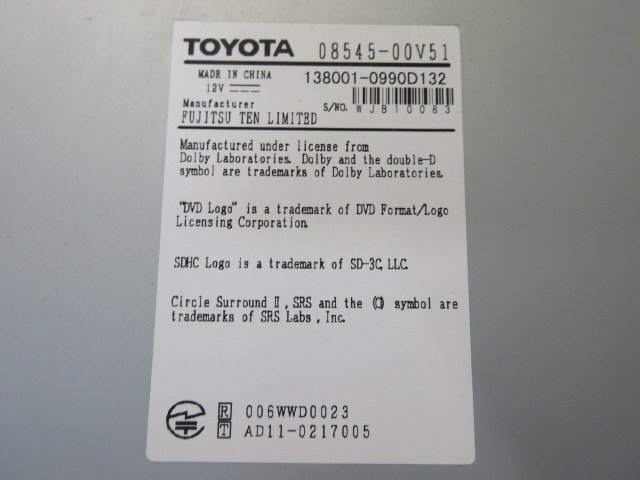 TOYOTA 08545-00V51
MADE IN CHINA 138001-0990D132
12V
Manufacturer S/NO. WJB10083
FUJITSU TEN LIMITED
Manufactured under license from
Dolby Laboratories. Dolby and the double-D
symbol are trademarks of Dolby Laboratories.
"DVD Logo" is a trademark of DVD Format/Logo
Licensing Corporation.
SDHC Logo is a trademark of SD-3C, LLC.
Circle Surround Ⅱ, SRS and the (O) symbol are
trademarks of SRS Labs, Inc.
R 006WWD0023
T AD11-0217005